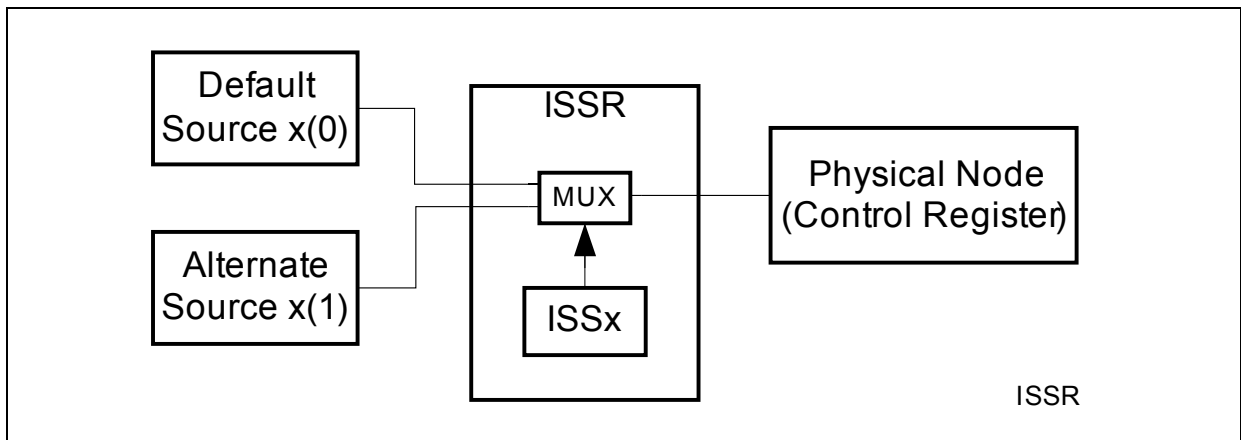 Default
Source x(0)
Alternate
Source x(1)
ISSR
MUX
ISSx
Physical Node
(Control Register)
ISSR